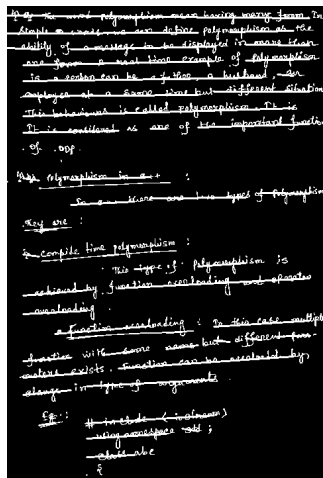 The word polymorphism mean having many form. In
simple words, we can define polymorphism as the
ability of a message to be displayed in more than
one form. A real time example of polymorphism
is a person can be a father, a husband, an
employee at a same time but different situation
This behaviour is called polymorphism. It is
It is considered as one of the important function
of OOP.
Polymorphism in c++ :
In c++ there are two types of polymorphism
they are :
Compile time polymorphism :
This type of polymorphism is
achieved by function overloading and operator
overloading.
Function overloading : In this case multiple
function with same name but different para-
meters exists. Function can be overloaded by
change in type of arguments.
Eg. :
# include < iostream>
using namespace std ;
class abc
{